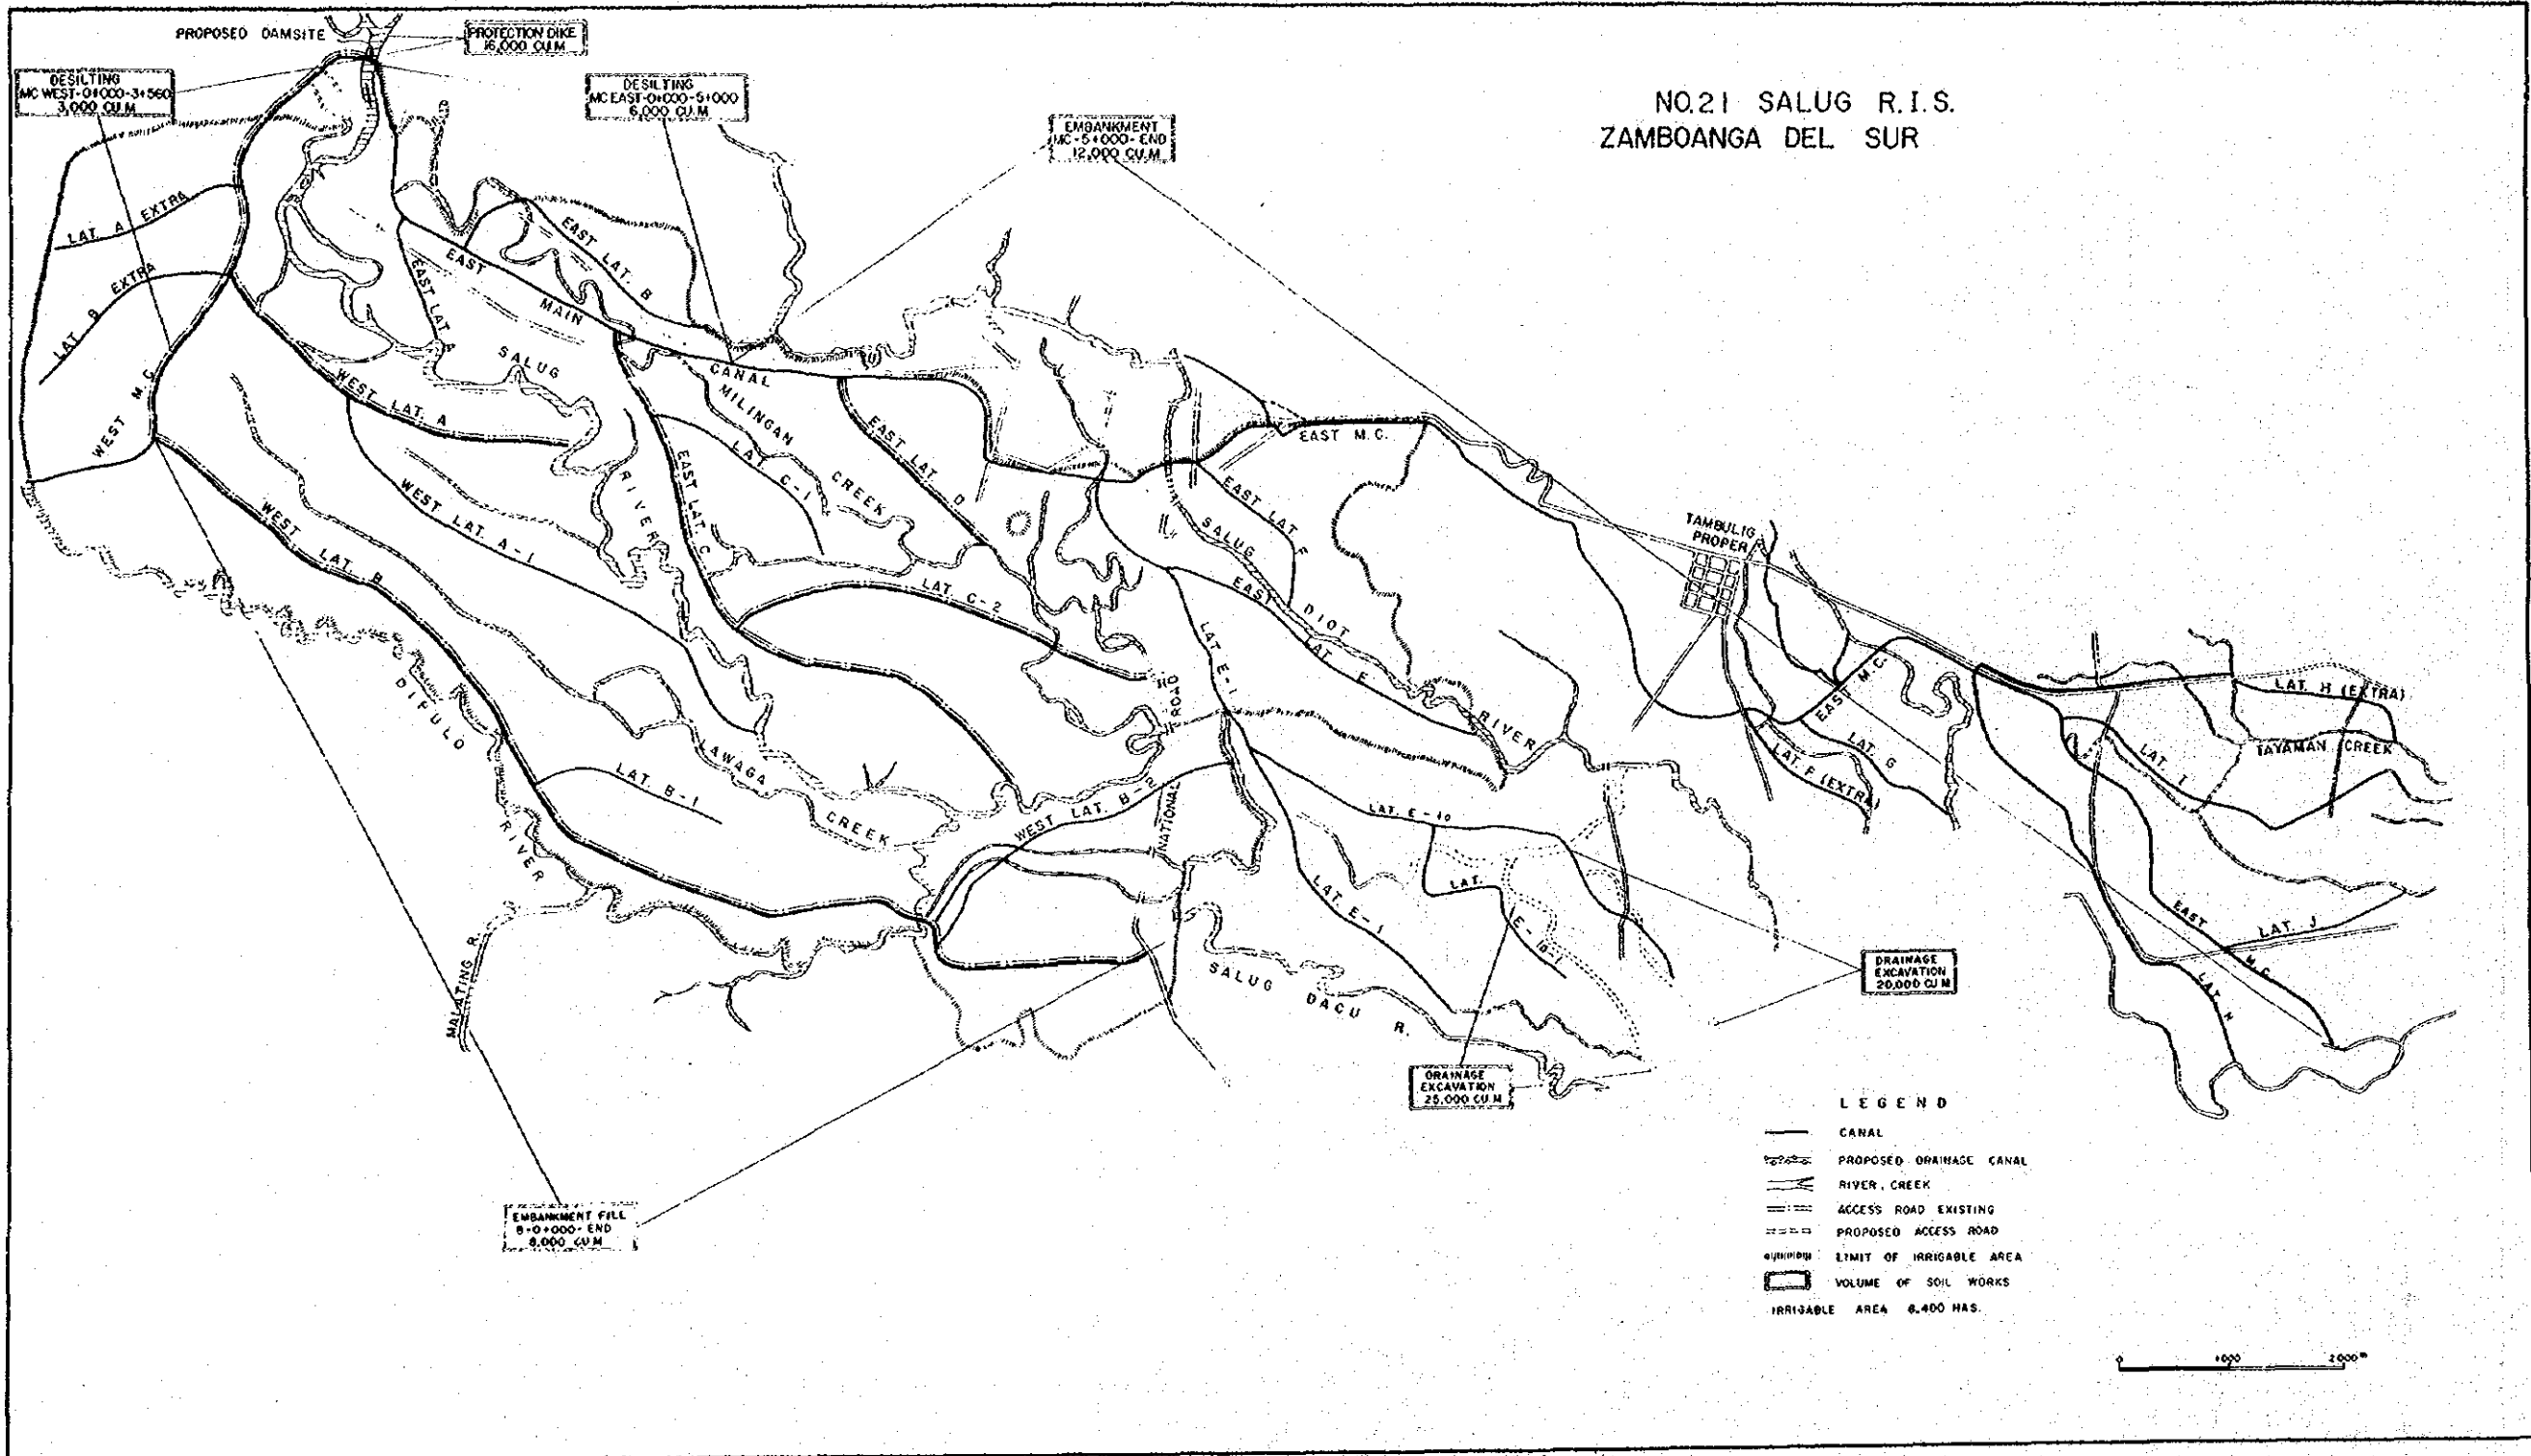 PROPOSED DAMSITE
PROTECTION DIKE
16,000 CU.M
DESILTING
MC WEST-0+000-3+560
3,000 CU.M
DESILTING
MC EAST-0+000-5+000
6,000 CU.M
EMBANKMENT
MC-5+000-END
12,000 CU.M
NO.21 SALUG R.I.S.
ZAMBOANGA DEL SUR
LAT. A EXTRA
LAT. B EXTRA
WEST M.C.
EAST LAT. A
EAST MAIN CANAL
EAST LAT. B
SALUG RIVER
WEST LAT. A
MILINGAN CREEK
LAT. C-1
EAST LAT. C
EAST LAT. D
EAST M.C.
WEST LAT. A-1
WEST LAT. B
EAST LAT. F
SALUG DIOT RIVER
LAT. C-2
EAST LAT. E
LAT E-1
TAMBULIG
PROPER
EAST M.C.
LAT. H (EXTRA)
TAYAMAN CREEK
LAT. G
LAT. F (EXTRA)
LAT. I
DIPULO RIVER
LAT. B-1
LAWAGA CREEK
NATIONAL ROAD
WEST LAT. B-2
LAT. E-10
LAT. E-10-1
LAT. E-1
MALATING R.
SALUG DACU R.
EAST M.C.
LAT. J
LAT. H
DRAINAGE
EXCAVATION
20,000 CU M
DRAINAGE
EXCAVATION
25,000 CU.M
EMBANKMENT FILL
B-0+000-END
8,000 CU M
LEGEND
CANAL
PROPOSED DRAINAGE CANAL
RIVER, CREEK
ACCESS ROAD EXISTING
PROPOSED ACCESS ROAD
LIMIT OF IRRIGABLE AREA
VOLUME OF SOIL WORKS
IRRIGABLE AREA 8,400 HAS.
0 1000 2000 m